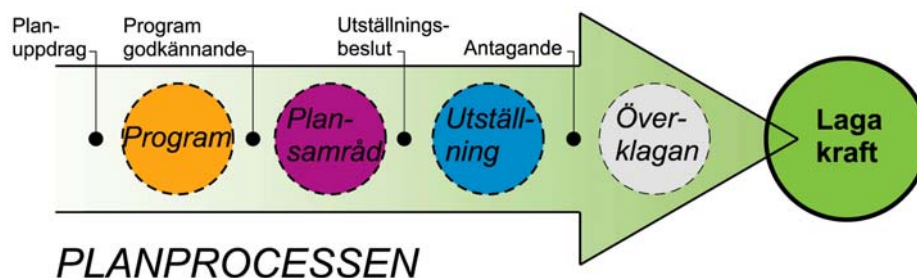 Plan-
uppdrag
Program
godkännande
Utställnings-
beslut
Antagande
Program
Plan-
samråd
Utställ-
ning
Över-
klagan
Laga
kraft
PLANPROCESSEN